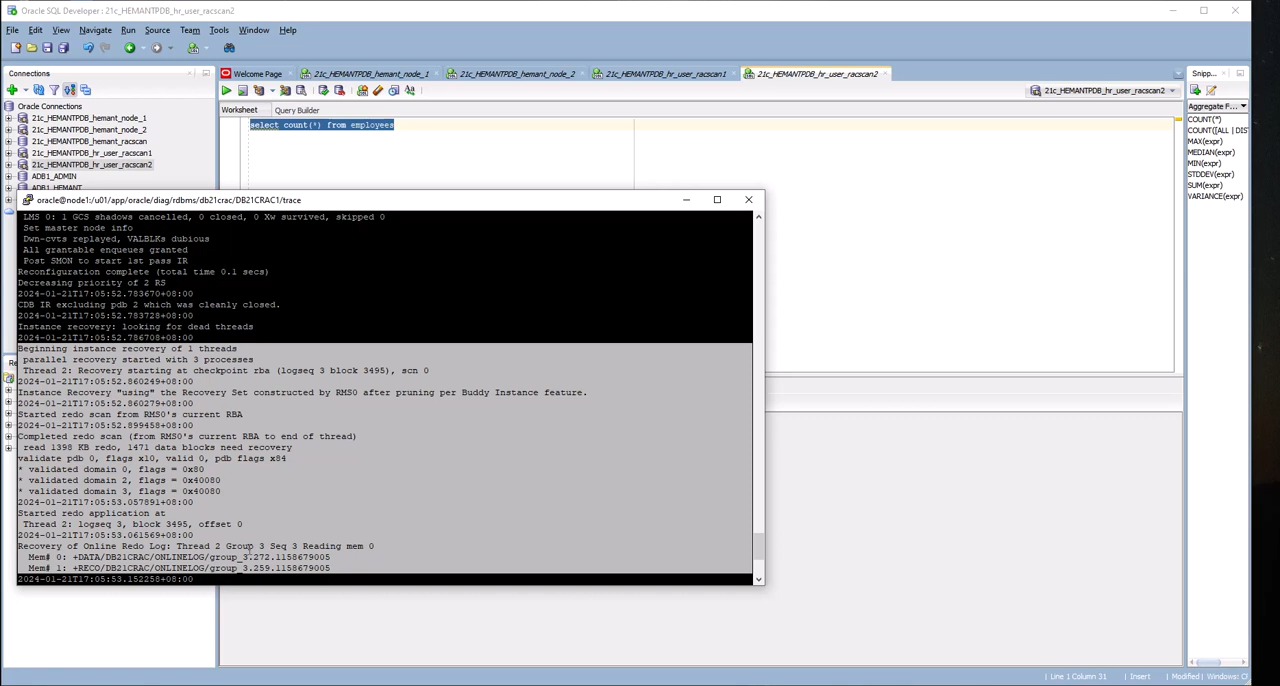 Oracle SQL Developer : 21c_HEMANTPDB_hr_user_racscan2
File Edit View Navigate Run Source Team Tools Window Help
Connections
Welcome Page 21c_HEMANTPDB_hemant_node_1 21c_HEMANTPDB_hemant_node_2 21c_HEMANTPDB_hr_user_racscan1 21c_HEMANTPDB_hr_user_racscan2
Snipp...
21c_HEMANTPDB_hr_user_racscan2
Oracle Connections
21c_HEMANTPDB_hemant_node_1
21c_HEMANTPDB_hemant_node_2
21c_HEMANTPDB_hemant_racscan
21c_HEMANTPDB_hr_user_racscan1
21c_HEMANTPDB_hr_user_racscan2
ADB1_ADMIN
ADB1_HEMANT
Worksheet Query Builder
select count(*) from employees
Aggregate F
COUNT(*)
COUNT([ALL | DIS
MAX(expr)
MEDIAN(expr)
MIN(expr)
STDDEV(expr)
SUM(expr)
VARIANCE(expr)
oracle@node1:/u01/app/oracle/diag/rdbms/db21crac/DB21CRAC1/trace
LMS 0: 1 GCS shadows cancelled, 0 closed, 0 Xw survived, skipped 0
Set master node info
Dwn-cvts replayed, VALBLKs dubious
All grantable enqueues granted
Post SMON to start 1st pass IR
Reconfiguration complete (total time 0.1 secs)
Decreasing priority of 2 RS
2024-01-21T17:05:52.783670+08:00
CDB IR excluding pdb 2 which was cleanly closed.
2024-01-21T17:05:52.783728+08:00
Instance recovery: looking for dead threads
2024-01-21T17:05:52.786708+08:00
Beginning instance recovery of 1 threads
parallel recovery started with 3 processes
Thread 2: Recovery starting at checkpoint rba (logseq 3 block 3495), scn 0
2024-01-21T17:05:52.860249+08:00
Instance Recovery "using" the Recovery Set constructed by RMS0 after pruning per Buddy Instance feature.
2024-01-21T17:05:52.860279+08:00
Started redo scan from RMS0's current RBA
2024-01-21T17:05:52.899458+08:00
Completed redo scan (from RMS0's current RBA to end of thread)
read 1398 KB redo, 1471 data blocks need recovery
validate pdb 0, flags x10, valid 0, pdb flags x84
* validated domain 0, flags = 0x80
* validated domain 2, flags = 0x40080
* validated domain 3, flags = 0x40080
2024-01-21T17:05:53.057891+08:00
Started redo application at
Thread 2: logseq 3, block 3495, offset 0
2024-01-21T17:05:53.061569+08:00
Recovery of Online Redo Log: Thread 2 Group 3 Seq 3 Reading mem 0
Mem# 0: +DATA/DB21CRAC/ONLINELOG/group_3.272.1158679005
Mem# 1: +RECO/DB21CRAC/ONLINELOG/group_3.259.1158679005
2024-01-21T17:05:53.152258+08:00
Line 1 Column 31 Insert Modified Windows: CF